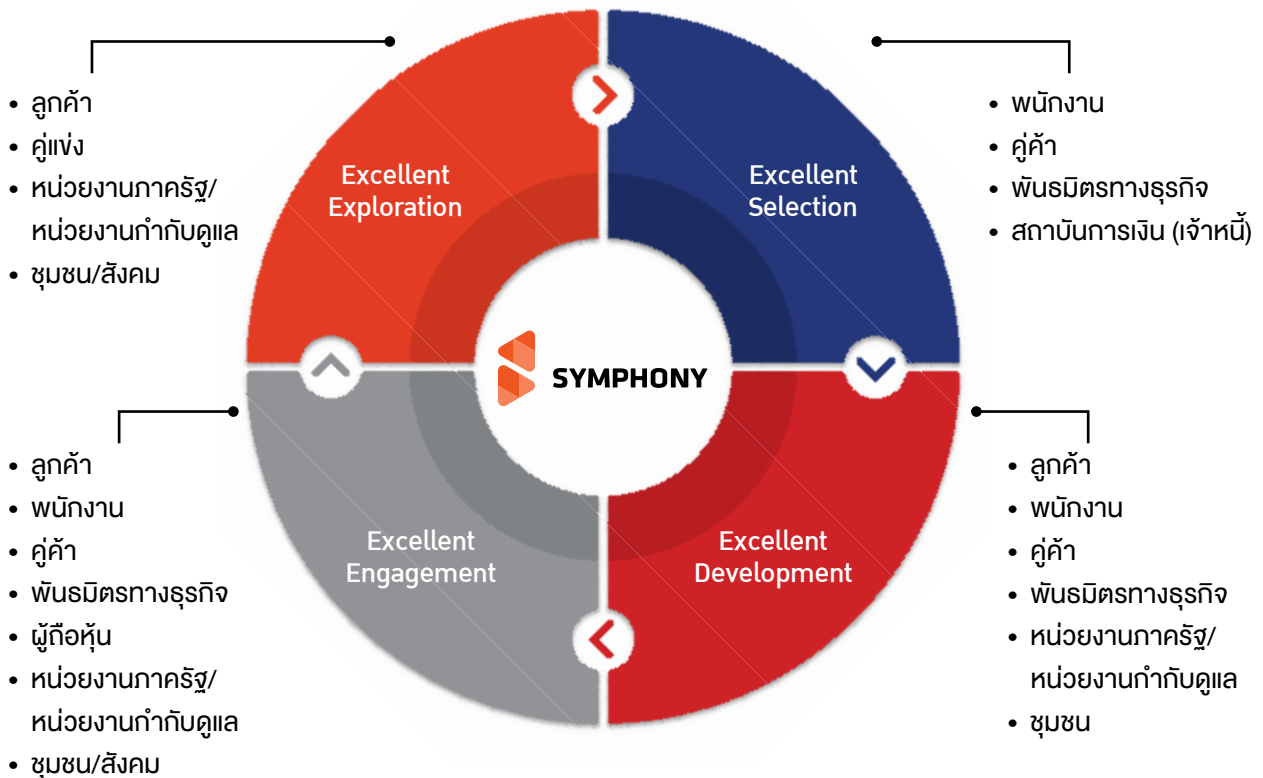 • ลูกค้า
• คู่แข่ง
• หน่วยงานภาครัฐ/
หน่วยงานกำกับดูแล
• ชุมชน/สังคม
Excellent
Exploration
Excellent
Selection
• พนักงาน
• คู่ค้า
• พันธมิตรทางธุรกิจ
• สถาบันการเงิน (เจ้าหนี้)
SYMPHONY
• ลูกค้า
• พนักงาน
• คู่ค้า
• พันธมิตรทางธุรกิจ
• ผู้ถือหุ้น
• หน่วยงานภาครัฐ/
หน่วยงานกำกับดูแล
• ชุมชน/สังคม
Excellent
Engagement
Excellent
Development
• ลูกค้า
• พนักงาน
• คู่ค้า
• พันธมิตรทางธุรกิจ
• หน่วยงานภาครัฐ/
หน่วยงานกำกับดูแล
• ชุมชน